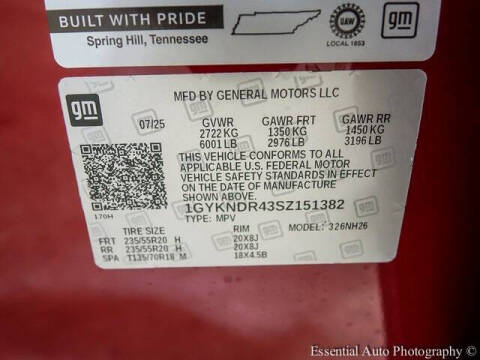 BUILT WITH PRIDE
Spring Hill, Tennessee
UAW
LOCAL 1853
gm
gm
MFD BY GENERAL MOTORS LLC
07/25 GVWR GAWR FRT GAWR RR
2722 KG 1350 KG 1450 KG
6001 LB 2976 LB 3196 LB
THIS VEHICLE CONFORMS TO ALL
APPLICABLE U.S. FEDERAL MOTOR
VEHICLE SAFETY STANDARDS IN EFFECT
ON THE DATE OF MANUFACTURE
SHOWN ABOVE.
1GYKNDR43SZ151382
170H TYPE: MPV MODEL: 326NH26
TIRE SIZE RIM
FRT 235/55R20 H 20X8J
RR 235/55R20 H 20X8J
SPA T135/70R18 M 18X4.5B
Essential Auto Photography ©